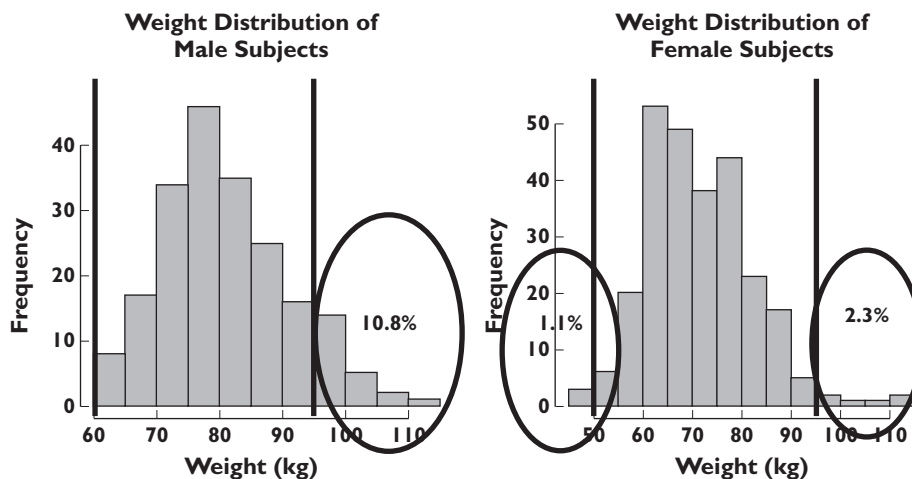 Weight Distribution of
Male Subjects
Frequency
40
30
20
10
0
10.8%
60 70 80 90 100 110
Weight (kg)
Weight Distribution of
Female Subjects
Frequency
50
40
30
20
10
0
1.1%
2.3%
50 60 70 80 90 100 110
Weight (kg)